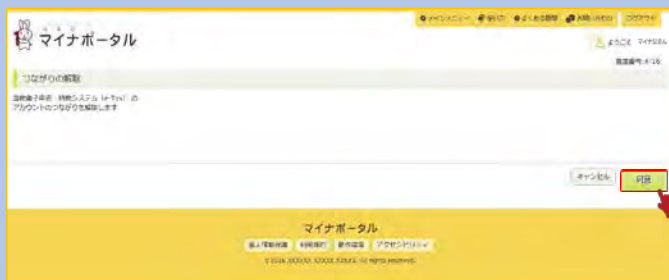 メインメニュー 使い方 よくある質問 お問い合わせ ログアウト
マイナポータル
ようこそ
つながりの解除
国税電子申告・納税システム（e-Tax）の
アカウントのつながりを解除します
キャンセル 同意
マイナポータル
個人情報保護 利用規約 動作環境 アクセシビリティ